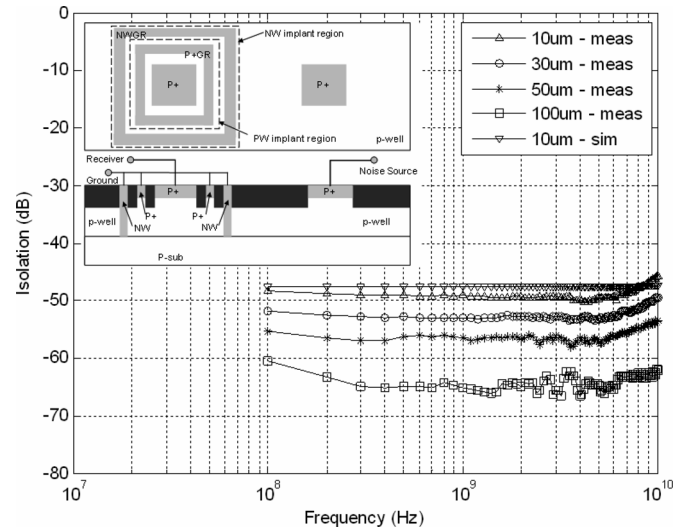 0
-10
-20
-30
-40
-50
-60
-70
-80
Isolation (dB)
10^7
10^8
10^9
10^10
Frequency (Hz)
10um - meas
30um - meas
50um - meas
100um - meas
10um - sim
NWGR
P+GR
P+
P+
NW implant region
PW implant region
p-well
Receiver
Ground
Noise Source
P+
P+
p-well
NW
P+
P+
NW
p-well
P-sub